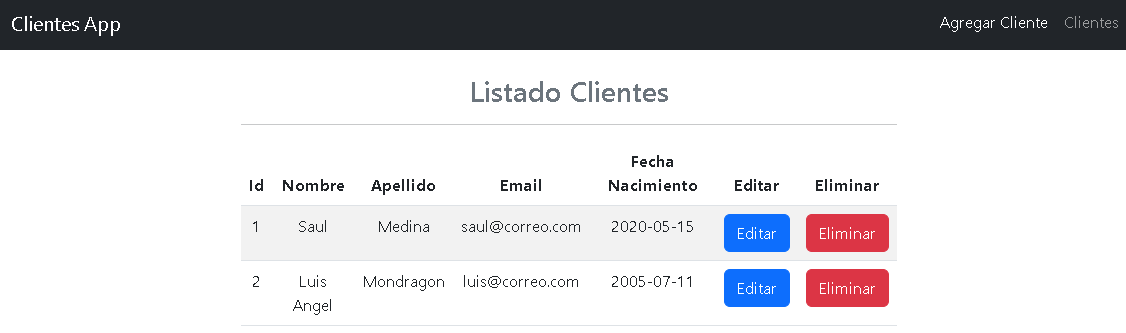 Clientes App Agregar Cliente Clientes
Listado Clientes
Id Nombre Apellido Email Fecha Nacimiento Editar Eliminar
1 Saul Medina saul@correo.com 2020-05-15 Editar Eliminar
2 Luis Angel Mondragon luis@correo.com 2005-07-11 Editar Eliminar